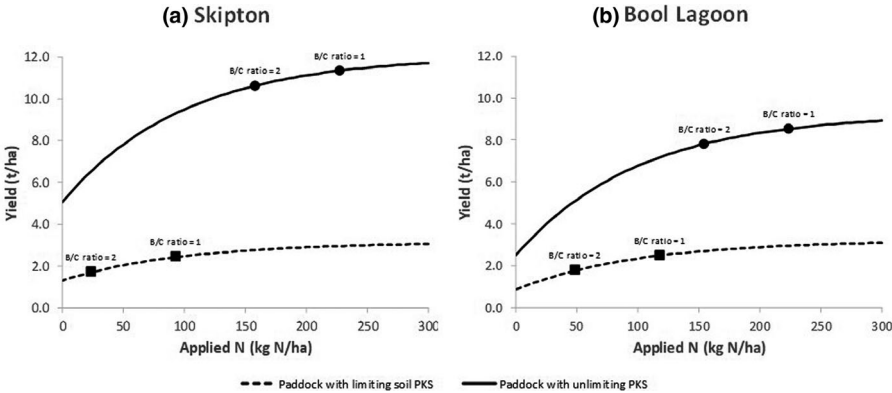 (a) Skipton
12.0
10.0
8.0
6.0
4.0
2.0
0.0
Yield (t/ha)
B/C ratio = 2
B/C ratio = 1
B/C ratio = 2
B/C ratio = 1
0 50 100 150 200 250 300
Applied N (kg N/ha)
(b) Bool Lagoon
12.0
10.0
8.0
6.0
4.0
2.0
0.0
Yield (t/ha)
B/C ratio = 2
B/C ratio = 1
B/C ratio = 2
B/C ratio = 1
0 50 100 150 200 250 300
Applied N (kg N/ha)
Paddock with limiting soil PKS
Paddock with unlimiting PKS